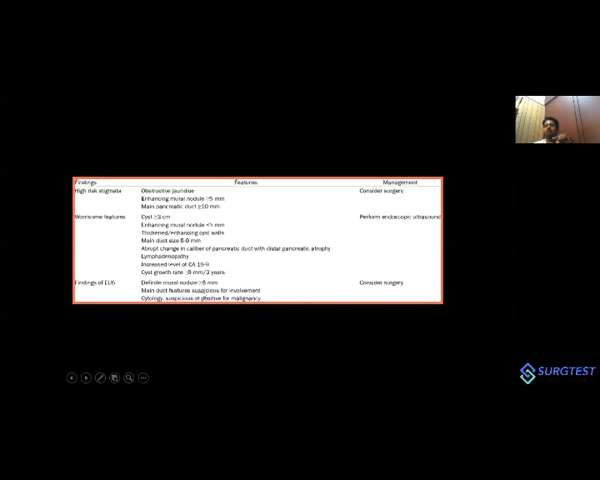 Findings Features Management
High risk stigmata Obstructive jaundice Consider surgery
Enhancing mural nodule ≥5 mm
Main pancreatic duct ≥10 mm
Worrisome features Cyst ≥3 cm Perform endoscopic ultrasound
Enhancing mural nodule <5 mm
Thickened/enhancing cyst walls
Main duct size 5-9 mm
Abrupt change in caliber of pancreatic duct with distal pancreatic atrophy
Lymphadenopathy
Increased level of CA 19-9
Cyst growth rate ≥5 mm/2 years
Findings of EUS Definite mural nodule ≥5 mm Consider surgery
Main duct features suspicious for involvement
Cytology: suspicious or positive for malignancy
SURGTEST